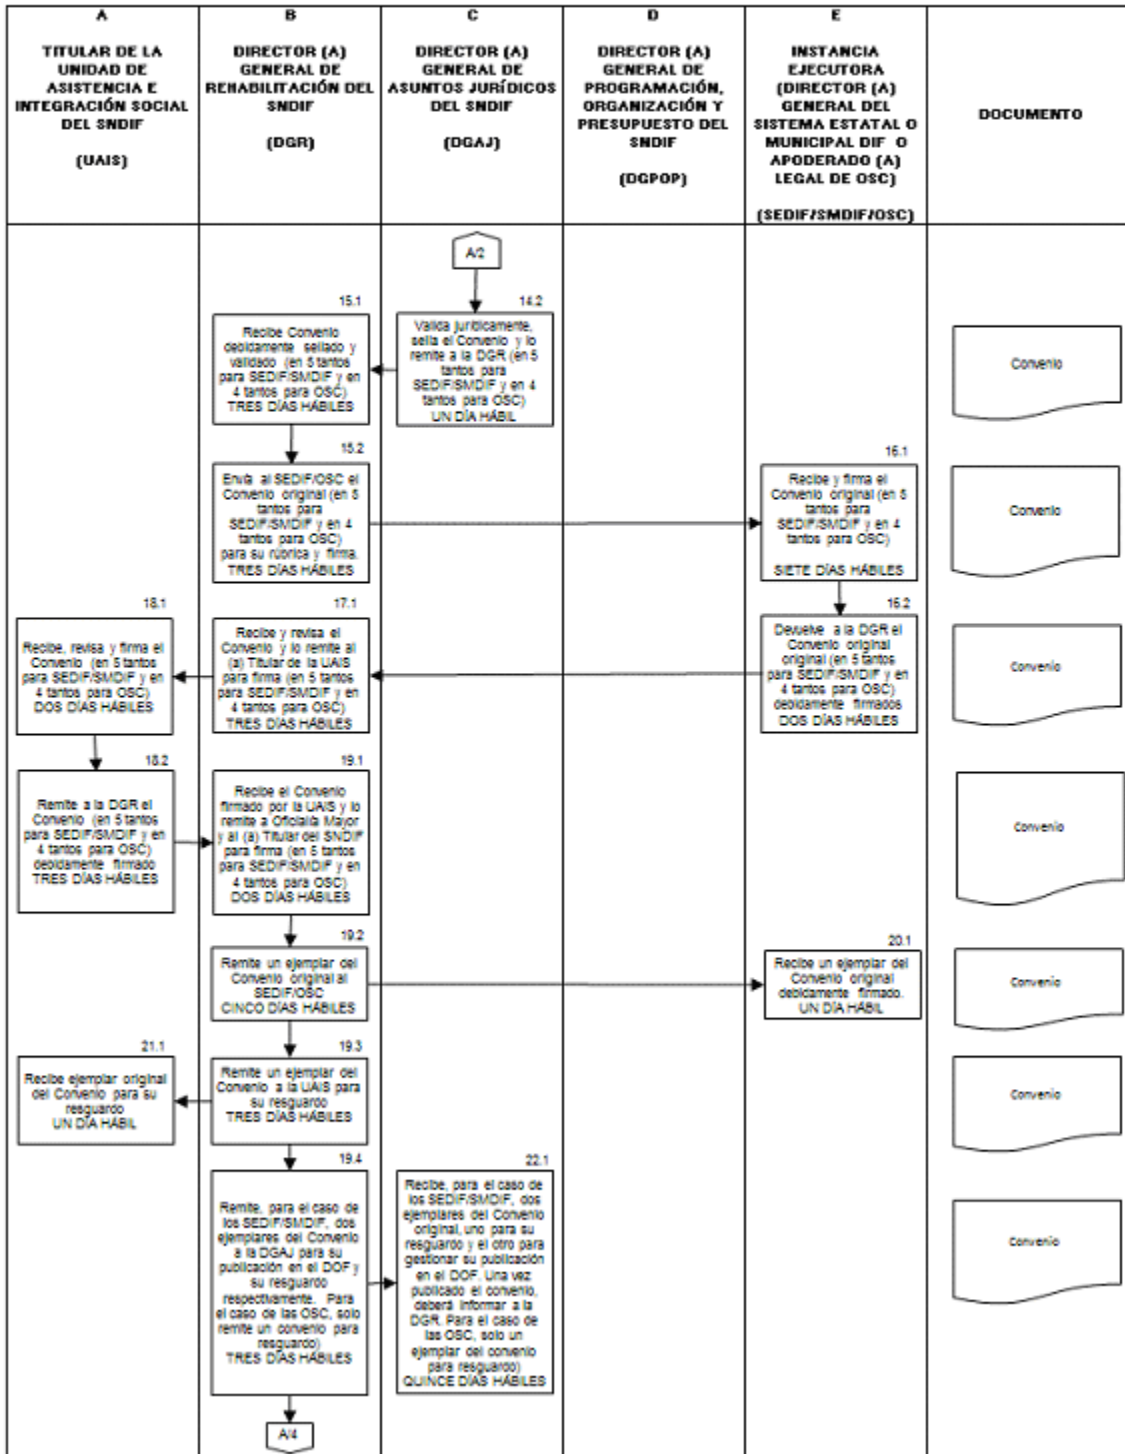 A
TITULAR DE LA
UNIDAD DE
ASISTENCIA E
INTEGRACIÓN SOCIAL
DEL SNDIF
(UAIS)
B
DIRECTOR (A)
GENERAL DE
REHABILITACIÓN DEL
SNDIF
(DGR)
C
DIRECTOR (A)
GENERAL DE
ASUNTOS JURÍDICOS
DEL SNDIF
(DGAJ)
D
DIRECTOR (A)
GENERAL DE
PROGRAMACIÓN,
ORGANIZACIÓN Y
PRESUPUESTO DEL
SNDIF
(DGPOP)
E
INSTANCIA
EJECUTORA
(DIRECTOR (A)
GENERAL DEL
SISTEMA ESTATAL O
MUNICIPAL DIF O
APODERADO (A)
LEGAL DE OSC)
(SEDIF/SMDIF/OSC)
DOCUMENTO
A/2
14.2
Valida jurídicamente,
sella el Convenio y lo
remite a la DGR (en 5
tantos para
SEDIF/SMDIF y en 4
tantos para OSC)
UN DÍA HÁBIL
15.1
Recibe Convenio
debidamente sellado y
validado (en 5 tantos
para SEDIF/SMDIF y en
4 tantos para OSC)
TRES DÍAS HÁBILES
Convenio
15.2
Envía al SEDIF/OSC el
Convenio original (en 5
tantos para
SEDIF/SMDIF y en 4
tantos para OSC)
para su rúbrica y firma.
TRES DÍAS HÁBILES
16.1
Recibe y firma el
Convenio original (en 5
tantos para
SEDIF/SMDIF y en 4
tantos para OSC)
SIETE DÍAS HÁBILES
Convenio
16.2
Devuelve a la DGR el
Convenio original
original (en 5 tantos
para SEDIF/SMDIF y en
4 tantos para OSC)
debidamente firmados
DOS DÍAS HÁBILES
17.1
Recibe y revisa el
Convenio y lo remite al
(a) Titular de la UAIS
para firma (en 5 tantos
para SEDIF/SMDIF y en
4 tantos para OSC)
TRES DÍAS HÁBILES
18.1
Recibe, revisa y firma el
Convenio (en 5 tantos
para SEDIF/SMDIF y en
4 tantos para OSC)
DOS DÍAS HÁBILES
Convenio
18.2
Remite a la DGR el
Convenio (en 5 tantos
para SEDIF/SMDIF y en
4 tantos para OSC)
debidamente firmado
TRES DÍAS HÁBILES
19.1
Recibe el Convenio
firmado por la UAIS y lo
remite a Oficialía Mayor
y al (a) Titular del SNDIF
para firma (en 5 tantos
para SEDIF/SMDIF y en
4 tantos para OSC)
DOS DÍAS HÁBILES
Convenio
19.2
Remite un ejemplar del
Convenio original al
SEDIF/OSC
CINCO DÍAS HÁBILES
20.1
Recibe un ejemplar del
Convenio original
debidamente firmado.
UN DÍA HÁBIL
Convenio
19.3
Remite un ejemplar del
Convenio a la UAIS para
su resguardo
TRES DÍAS HÁBILES
21.1
Recibe ejemplar original
del Convenio para su
resguardo
UN DÍA HÁBIL
Convenio
19.4
Remite, para el caso de
los SEDIF/SMDIF, dos
ejemplares del Convenio
a la DGAJ para su
publicación en el DOF y
su resguardo
respectivamente. Para
el caso de las OSC, solo
remite un convenio para
resguardo)
TRES DÍAS HÁBILES
22.1
Recibe, para el caso de
los SEDIF/SMDIF, dos
ejemplares del Convenio
original, uno para su
resguardo y el otro para
gestionar su publicación
en el DOF. Una vez
publicado el convenio,
deberá informar a la
DGR. Para el caso de
las OSC, solo un
ejemplar del convenio
para resguardo)
QUINCE DÍAS HÁBILES
Convenio
A/4